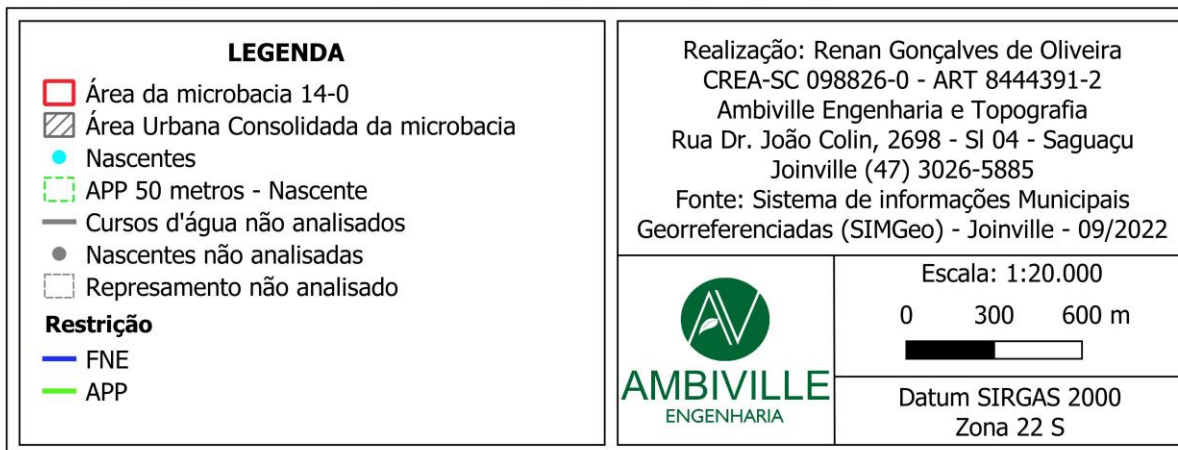 LEGENDA
Área da microbacia 14-0
Área Urbana Consolidada da microbacia
Nascentes
APP 50 metros - Nascente
Cursos d'água não analisados
Nascentes não analisadas
Represamento não analisado
Restrição
FNE
APP
Realização: Renan Gonçalves de Oliveira
CREA-SC 098826-0 - ART 8444391-2
Ambiville Engenharia e Topografia
Rua Dr. João Colin, 2698 - Sl 04 - Saguaçu
Joinville (47) 3026-5885
Fonte: Sistema de informações Municipais
Georreferenciadas (SIMGeo) - Joinville - 09/2022
AV
AMBIVILLE
ENGENHARIA
Escala: 1:20.000
0 300 600 m
Datum SIRGAS 2000
Zona 22 S